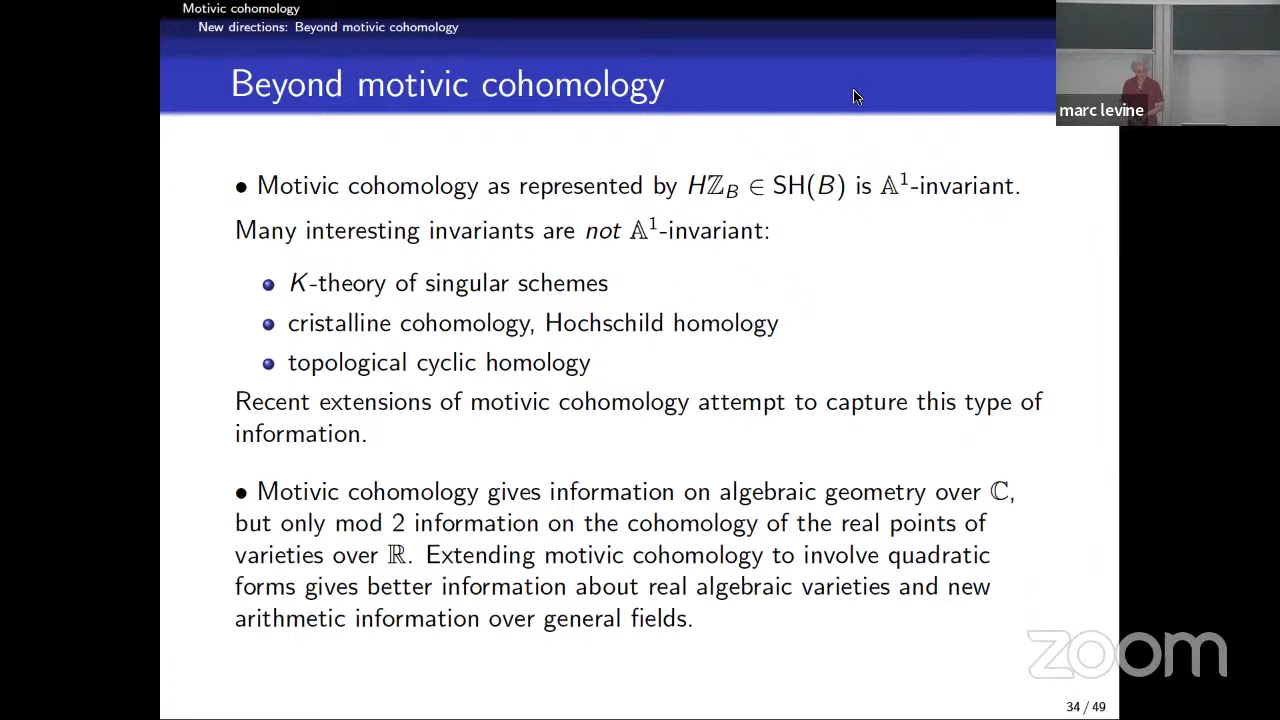 Motivic cohomology
New directions: Beyond motivic cohomology
Beyond motivic cohomology
marc levine
• Motivic cohomology as represented by Hℤ_B ∈ SH(B) is 𝔸¹-invariant.
Many interesting invariants are not 𝔸¹-invariant:
K-theory of singular schemes
cristalline cohomology, Hochschild homology
topological cyclic homology
Recent extensions of motivic cohomology attempt to capture this type of
information.
• Motivic cohomology gives information on algebraic geometry over ℂ,
but only mod 2 information on the cohomology of the real points of
varieties over ℝ. Extending motivic cohomology to involve quadratic
forms gives better information about real algebraic varieties and new
arithmetic information over general fields.
zoom
34 / 49